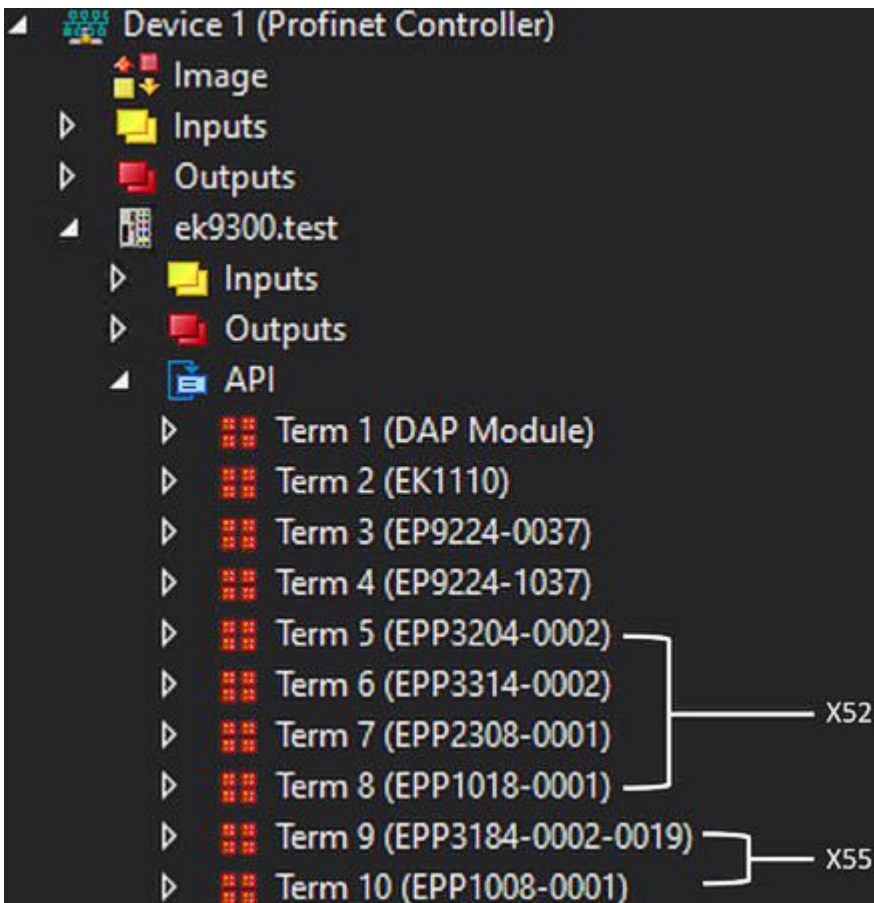 Device 1 (Profinet Controller)
Image
Inputs
Outputs
ek9300.test
Inputs
Outputs
API
Term 1 (DAP Module)
Term 2 (EK1110)
Term 3 (EP9224-0037)
Term 4 (EP9224-1037)
Term 5 (EPP3204-0002)
Term 6 (EPP3314-0002)
X52
Term 7 (EPP2308-0001)
Term 8 (EPP1018-0001)
Term 9 (EPP3184-0002-0019)
X55
Term 10 (EPP1008-0001)